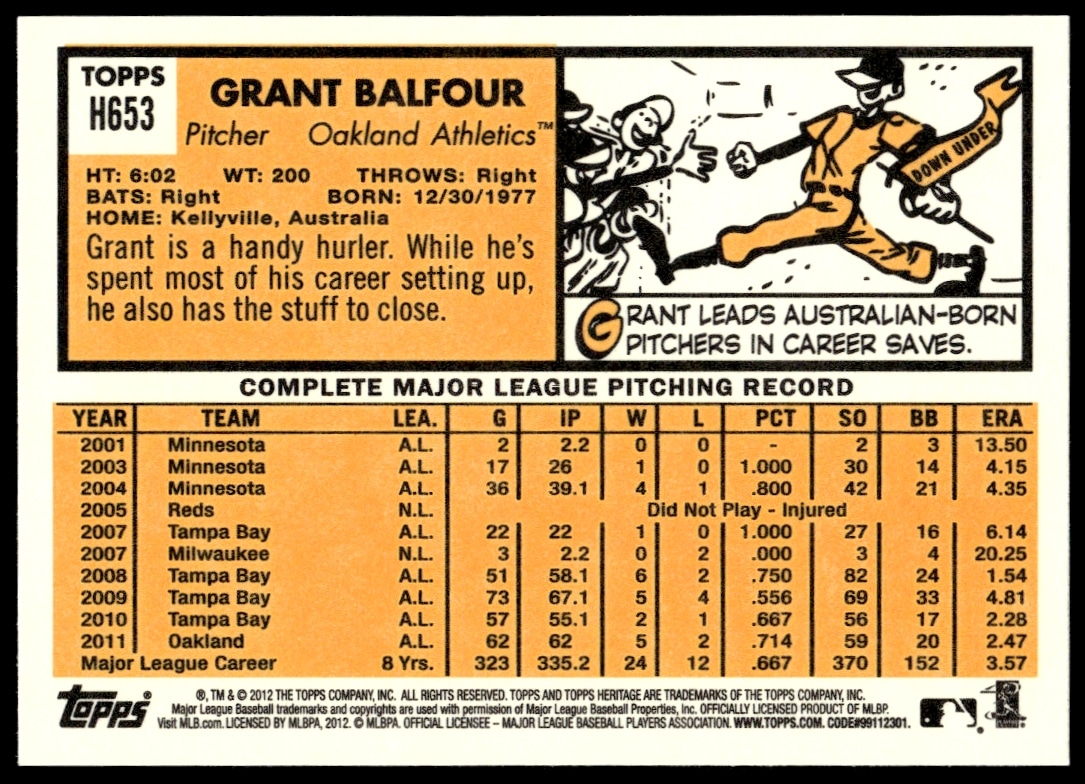 TOPPS
H653
GRANT BALFOUR
Pitcher Oakland Athletics™
HT: 6:02 WT: 200 THROWS: Right
BATS: Right BORN: 12/30/1977
HOME: Kellyville, Australia
Grant is a handy hurler. While he's
spent most of his career setting up,
he also has the stuff to close.
DOWN UNDER
GRANT LEADS AUSTRALIAN-BORN
PITCHERS IN CAREER SAVES.
COMPLETE MAJOR LEAGUE PITCHING RECORD
YEAR TEAM LEA. G IP W L PCT SO BB ERA
2001 Minnesota A.L. 2 2.2 0 0 - 2 3 13.50
2003 Minnesota A.L. 17 26 1 0 1.000 30 14 4.15
2004 Minnesota A.L. 36 39.1 4 1 .800 42 21 4.35
2005 Reds N.L. Did Not Play - Injured
2007 Tampa Bay A.L. 22 22 1 0 1.000 27 16 6.14
2007 Milwaukee N.L. 3 2.2 0 2 .000 3 4 20.25
2008 Tampa Bay A.L. 51 58.1 6 2 .750 82 24 1.54
2009 Tampa Bay A.L. 73 67.1 5 4 .556 69 33 4.81
2010 Tampa Bay A.L. 57 55.1 2 1 .667 56 17 2.28
2011 Oakland A.L. 62 62 5 2 .714 59 20 2.47
Major League Career 8 Yrs. 323 335.2 24 12 .667 370 152 3.57
topps®
®, TM & © 2012 THE TOPPS COMPANY, INC. ALL RIGHTS RESERVED. TOPPS AND TOPPS HERITAGE ARE TRADEMARKS OF THE TOPPS COMPANY, INC.
Major League Baseball trademarks and copyrights are used with permission of Major League Baseball Properties, Inc. OFFICIALLY LICENSED PRODUCT OF MLBP.
Visit MLB.com. LICENSED BY MLBPA, 2012. © MLBPA. OFFICIAL LICENSEE – MAJOR LEAGUE BASEBALL PLAYERS ASSOCIATION. WWW.TOPPS.COM. CODE#99112301.